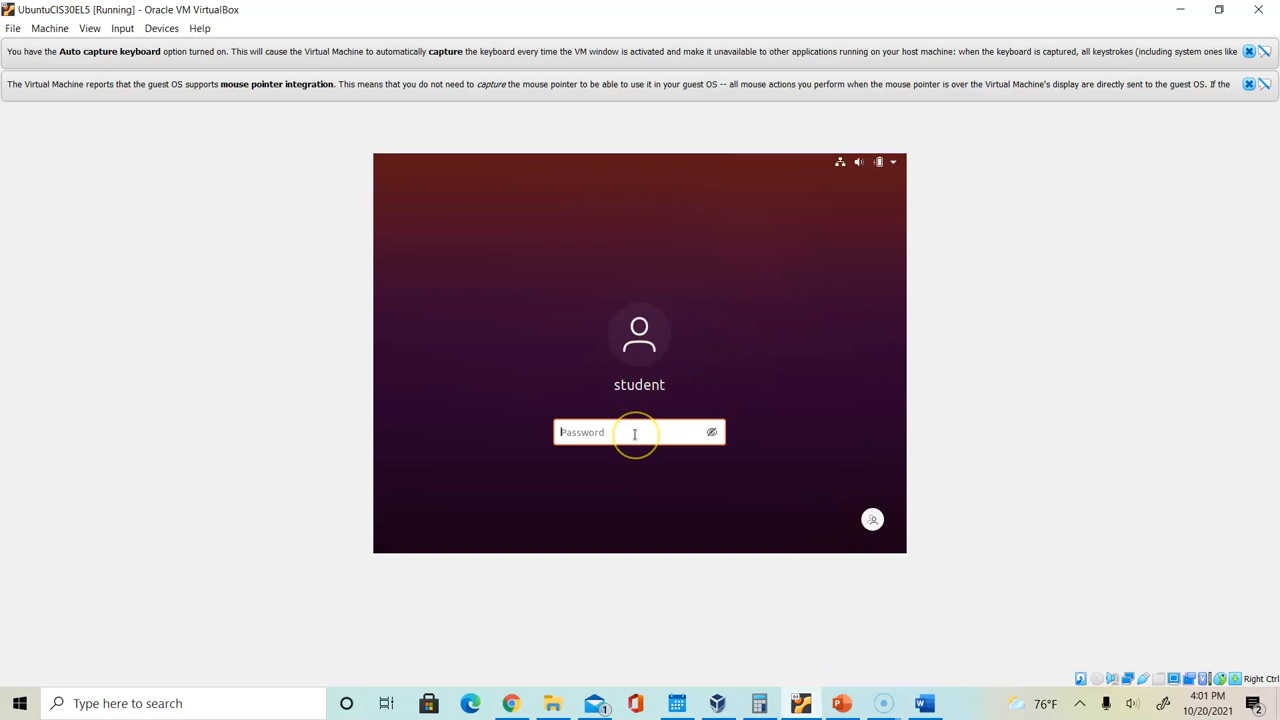 UbuntuCIS30EL5 [Running] - Oracle VM VirtualBox
File Machine View Input Devices Help
You have the Auto capture keyboard option turned on. This will cause the Virtual Machine to automatically capture the keyboard every time the VM window is activated and make it unavailable to other applications running on your host machine: when the keyboard is captured, all keystrokes (including system ones like
The Virtual Machine reports that the guest OS supports mouse pointer integration. This means that you do not need to capture the mouse pointer to be able to use it in your guest OS -- all mouse actions you perform when the mouse pointer is over the Virtual Machine's display are directly sent to the guest OS. If the
student
Password
Right Ctrl
Type here to search
1
76°F
4:01 PM
10/20/2021
2